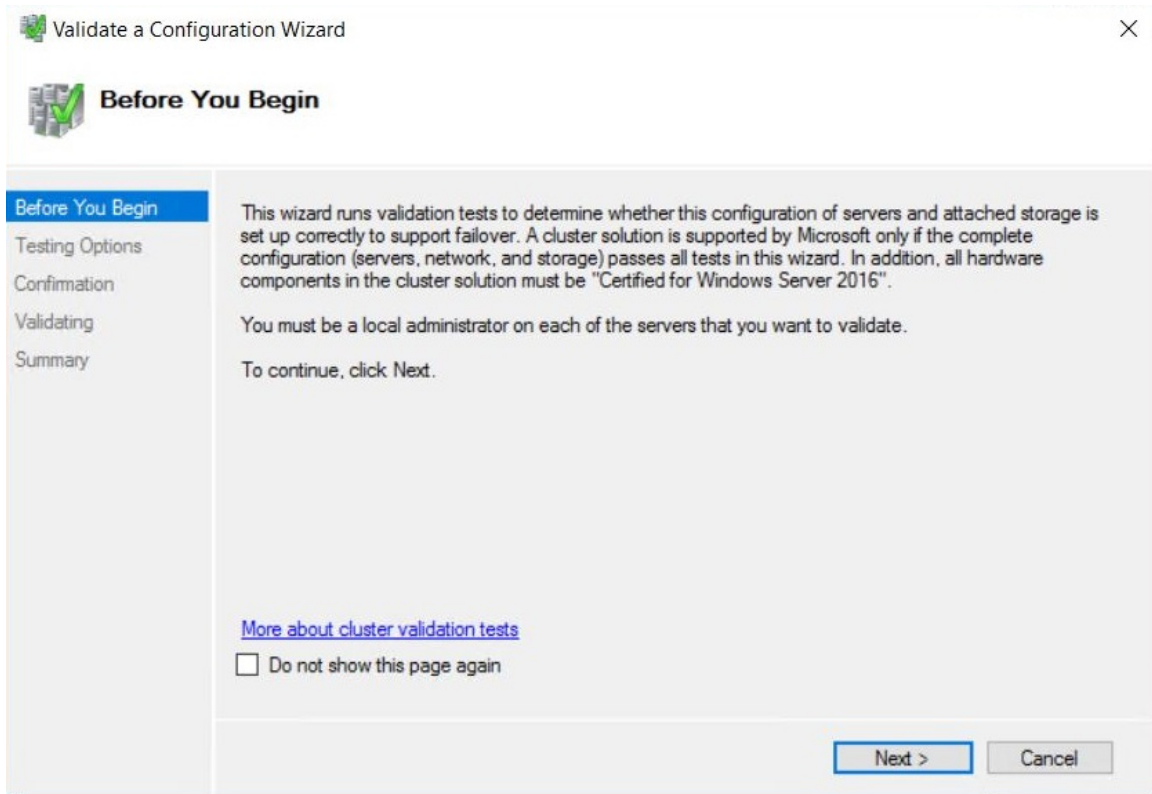 Validate a Configuration Wizard
Before You Begin
Before You Begin
Testing Options
Confirmation
Validating
Summary
This wizard runs validation tests to determine whether this configuration of servers and attached storage is
set up correctly to support failover. A cluster solution is supported by Microsoft only if the complete
configuration (servers, network, and storage) passes all tests in this wizard. In addition, all hardware
components in the cluster solution must be "Certified for Windows Server 2016".
You must be a local administrator on each of the servers that you want to validate.
To continue, click Next.
More about cluster validation tests
Do not show this page again
Next >
Cancel